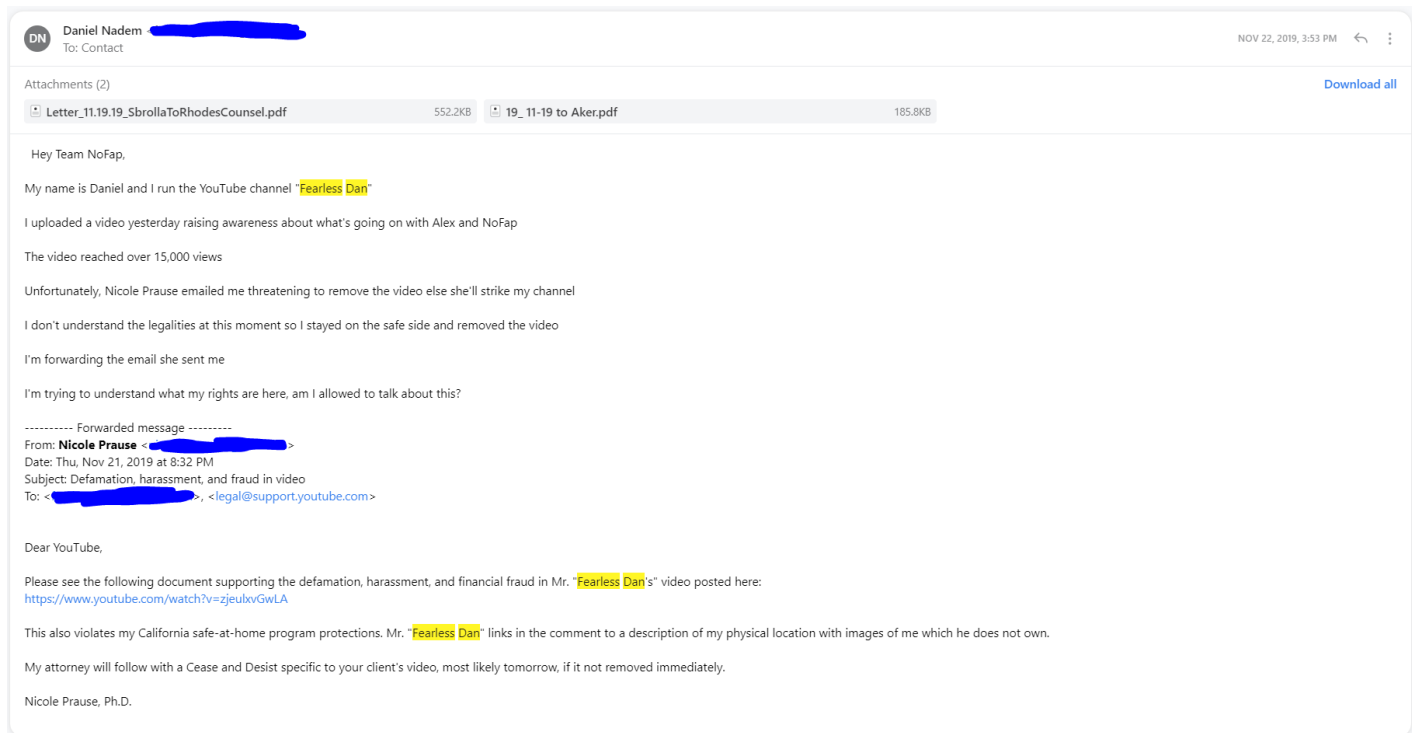 DN
Daniel Nadem
To: Contact
NOV 22, 2019, 3:53 PM
Attachments (2)
Download all
Letter_11.19.19_SbrollaToRhodesCounsel.pdf 552.2KB 19_ 11-19 to Aker.pdf 185.8KB
Hey Team NoFap,
My name is Daniel and I run the YouTube channel "Fearless Dan"
I uploaded a video yesterday raising awareness about what's going on with Alex and NoFap
The video reached over 15,000 views
Unfortunately, Nicole Prause emailed me threatening to remove the video else she'll strike my channel
I don't understand the legalities at this moment so I stayed on the safe side and removed the video
I'm forwarding the email she sent me
I'm trying to understand what my rights are here, am I allowed to talk about this?
---------- Forwarded message ---------
From: Nicole Prause < >
Date: Thu, Nov 21, 2019 at 8:32 PM
Subject: Defamation, harassment, and fraud in video
To: < >, <legal@support.youtube.com>
Dear YouTube,
Please see the following document supporting the defamation, harassment, and financial fraud in Mr. "Fearless Dan's" video posted here:
https://www.youtube.com/watch?v=zjeulxvGwLA
This also violates my California safe-at-home program protections. Mr. "Fearless Dan" links in the comment to a description of my physical location with images of me which he does not own.
My attorney will follow with a Cease and Desist specific to your client's video, most likely tomorrow, if it not removed immediately.
Nicole Prause, Ph.D.